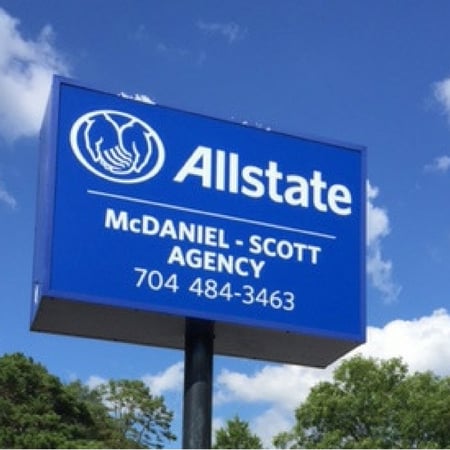 Allstate
McDANIEL - SCOTT
AGENCY
704 484-3463